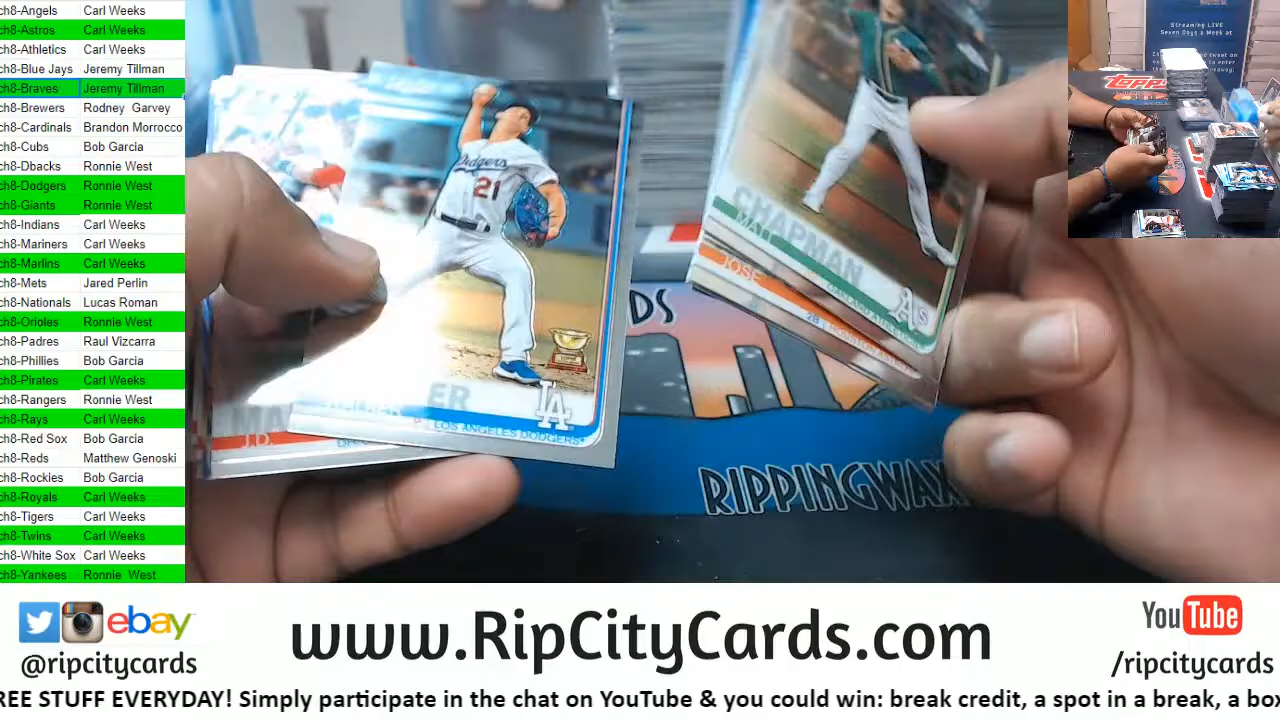 ch8-Angels Carl Weeks
ch8-Astros Carl Weeks
ch8-Athletics Carl Weeks
ch8-Blue Jays Jeremy Tillman
ch8-Braves Jeremy Tillman
ch8-Brewers Rodney Garvey
ch8-Cardinals Brandon Morrocco
ch8-Cubs Bob Garcia
ch8-Dbacks Ronnie West
ch8-Dodgers Ronnie West
ch8-Giants Ronnie West
ch8-Indians Carl Weeks
ch8-Mariners Carl Weeks
ch8-Marlins Carl Weeks
ch8-Mets Jared Perlin
ch8-Nationals Lucas Roman
ch8-Orioles Ronnie West
ch8-Padres Raul Vizcarra
ch8-Phillies Bob Garcia
ch8-Pirates Carl Weeks
ch8-Rangers Ronnie West
ch8-Rays Carl Weeks
ch8-Red Sox Bob Garcia
ch8-Reds Matthew Genoski
ch8-Rockies Bob Garcia
ch8-Royals Carl Weeks
ch8-Tigers Carl Weeks
ch8-Twins Carl Weeks
ch8-White Sox Carl Weeks
ch8-Yankees Ronnie West
Dodgers
21
ER
WALKER
LA
LOS ANGELES DODGERS
J.D.
CHAPMAN
MATT
OAKLAND ATHLETICS
A's
JOSE
2B
DS
RIPPINGWAX
Streaming LIVE
Seven Days a Week at
Topps
ebay
@ripcitycards
www.RipCityCards.com
YouTube
/ripcitycards
REE STUFF EVERYDAY! Simply participate in the chat on YouTube & you could win: break credit, a spot in a break, a box